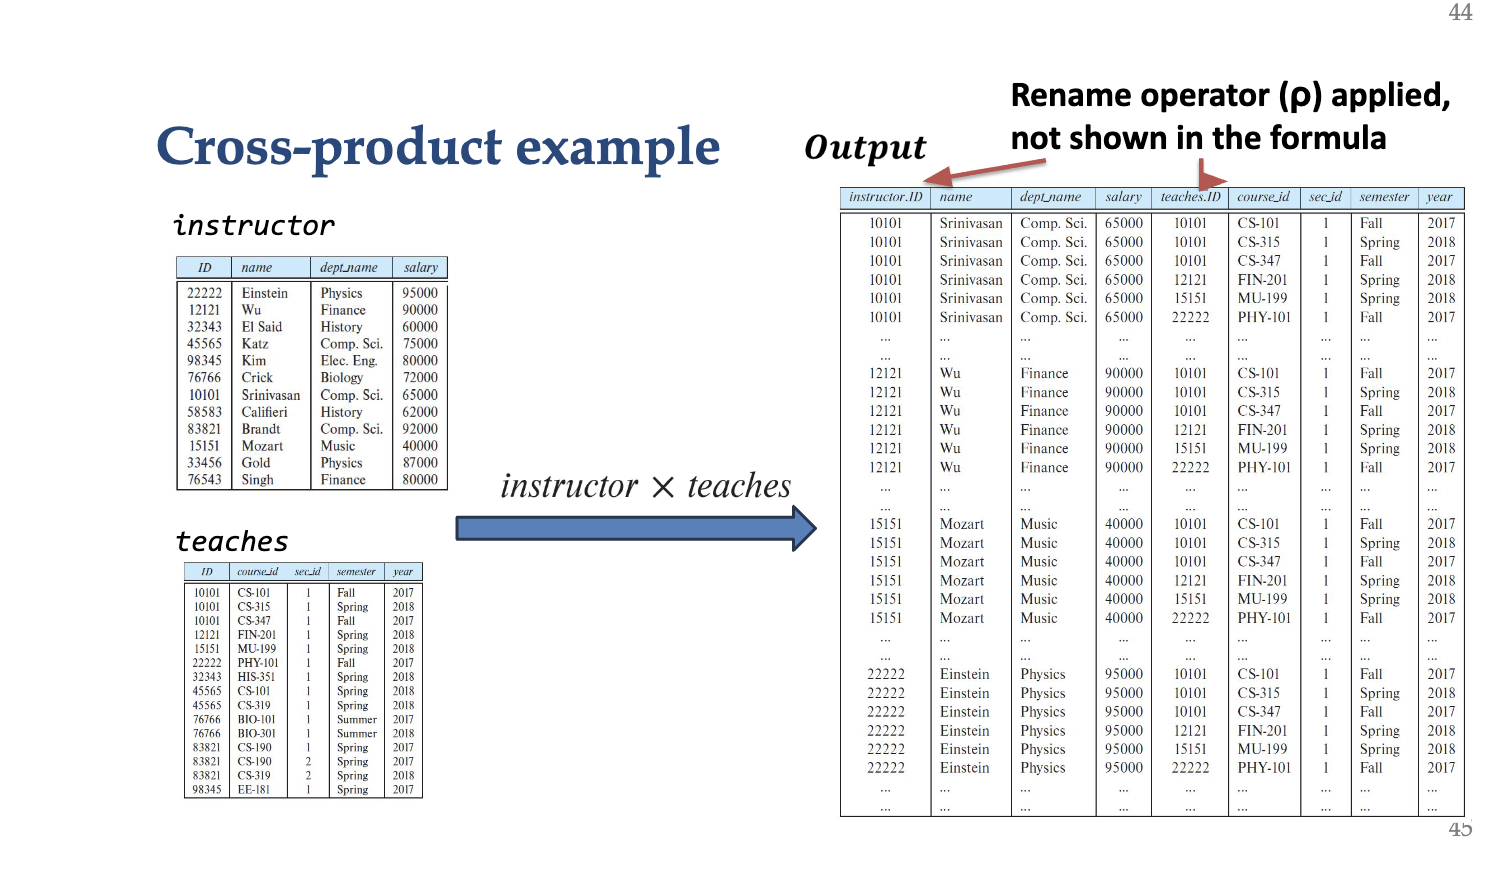 44
Rename operator (ρ) applied,
not shown in the formula
Cross-product example
Output
instructor
ID name dept_name salary
22222 Einstein Physics 95000
12121 Wu Finance 90000
32343 El Said History 60000
45565 Katz Comp. Sci. 75000
98345 Kim Elec. Eng. 80000
76766 Crick Biology 72000
10101 Srinivasan Comp. Sci. 65000
58583 Califieri History 62000
83821 Brandt Comp. Sci. 92000
15151 Mozart Music 40000
33456 Gold Physics 87000
76543 Singh Finance 80000
teaches
ID course_id sec_id semester year
10101 CS-101 1 Fall 2017
10101 CS-315 1 Spring 2018
10101 CS-347 1 Fall 2017
12121 FIN-201 1 Spring 2018
15151 MU-199 1 Spring 2018
22222 PHY-101 1 Fall 2017
32343 HIS-351 1 Spring 2018
45565 CS-101 1 Spring 2018
45565 CS-319 1 Spring 2018
76766 BIO-101 1 Summer 2017
76766 BIO-301 1 Summer 2018
83821 CS-190 1 Spring 2017
83821 CS-190 2 Spring 2017
83821 CS-319 2 Spring 2018
98345 EE-181 1 Spring 2017
instructor × teaches
instructor.ID name dept_name salary teaches.ID course_id sec_id semester year
10101 Srinivasan Comp. Sci. 65000 10101 CS-101 1 Fall 2017
10101 Srinivasan Comp. Sci. 65000 10101 CS-315 1 Spring 2018
10101 Srinivasan Comp. Sci. 65000 10101 CS-347 1 Fall 2017
10101 Srinivasan Comp. Sci. 65000 12121 FIN-201 1 Spring 2018
10101 Srinivasan Comp. Sci. 65000 15151 MU-199 1 Spring 2018
10101 Srinivasan Comp. Sci. 65000 22222 PHY-101 1 Fall 2017
... ... ... ... ... ... ... ... ...
... ... ... ... ... ... ... ... ...
12121 Wu Finance 90000 10101 CS-101 1 Fall 2017
12121 Wu Finance 90000 10101 CS-315 1 Spring 2018
12121 Wu Finance 90000 10101 CS-347 1 Fall 2017
12121 Wu Finance 90000 12121 FIN-201 1 Spring 2018
12121 Wu Finance 90000 15151 MU-199 1 Spring 2018
12121 Wu Finance 90000 22222 PHY-101 1 Fall 2017
... ... ... ... ... ... ... ... ...
... ... ... ... ... ... ... ... ...
15151 Mozart Music 40000 10101 CS-101 1 Fall 2017
15151 Mozart Music 40000 10101 CS-315 1 Spring 2018
15151 Mozart Music 40000 10101 CS-347 1 Fall 2017
15151 Mozart Music 40000 12121 FIN-201 1 Spring 2018
15151 Mozart Music 40000 15151 MU-199 1 Spring 2018
15151 Mozart Music 40000 22222 PHY-101 1 Fall 2017
... ... ... ... ... ... ... ... ...
... ... ... ... ... ... ... ... ...
22222 Einstein Physics 95000 10101 CS-101 1 Fall 2017
22222 Einstein Physics 95000 10101 CS-315 1 Spring 2018
22222 Einstein Physics 95000 10101 CS-347 1 Fall 2017
22222 Einstein Physics 95000 12121 FIN-201 1 Spring 2018
22222 Einstein Physics 95000 15151 MU-199 1 Spring 2018
22222 Einstein Physics 95000 22222 PHY-101 1 Fall 2017
... ... ... ... ... ... ... ... ...
... ... ... ... ... ... ... ... ...
45